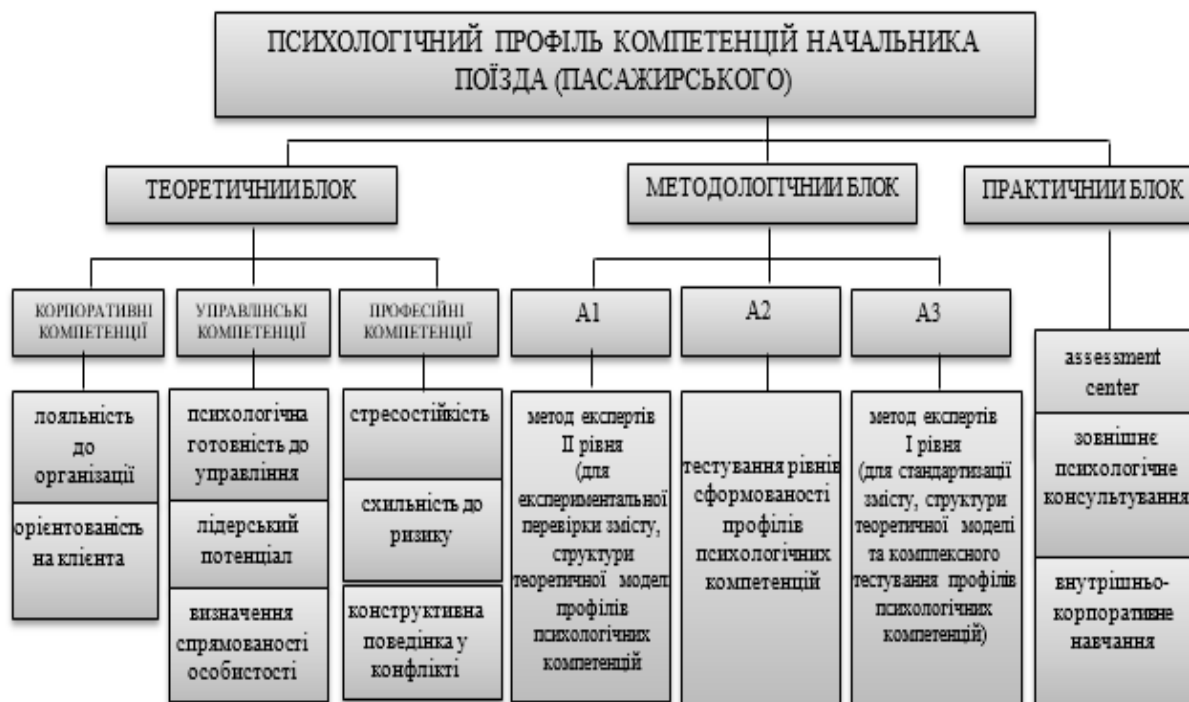 ПСИХОЛОГІЧНИЙ ПРОФІЛЬ КОМПЕТЕНЦІЙ НАЧАЛЬНИКА
ПОЇЗДА (ПАСАЖИРСЬКОГО)
ТЕОРЕТИЧНИЙ БЛОК
МЕТОДОЛОГІЧНИЙ БЛОК
ПРАКТИЧНИЙ БЛОК
КОРПОРАТИВНІ
КОМПЕТЕНЦІЇ
УПРАВЛІНСЬКІ
КОМПЕТЕНЦІЇ
ПРОФЕСІЙНІ
КОМПЕТЕНЦІЇ
А1
А2
А3
лояльність
до
організації
орієнтованість
на клієнта
психологічна
готовність до
управління
лідерський
потенціал
визначення
спрямованості
особистості
стресостійкість
схильність до
ризику
конструктивна
поведінка у
конфлікті
метод експертів
ІІ рівня
(для
експериментальної
перевірки змісту,
структури
теоретичної моделі
профілів
психологічних
компетенцій
тестування рівнів
сформованості
профілів
психологічних
компетенцій
метод експертів
І рівня
(для стандартизації
змісту, структури
теоретичної моделі
та комплексного
тестування профілів
психологічних
компетенцій)
assessment
center
зовнішнє
психологічне
консультування
внутрішньо-
корпоративне
навчання